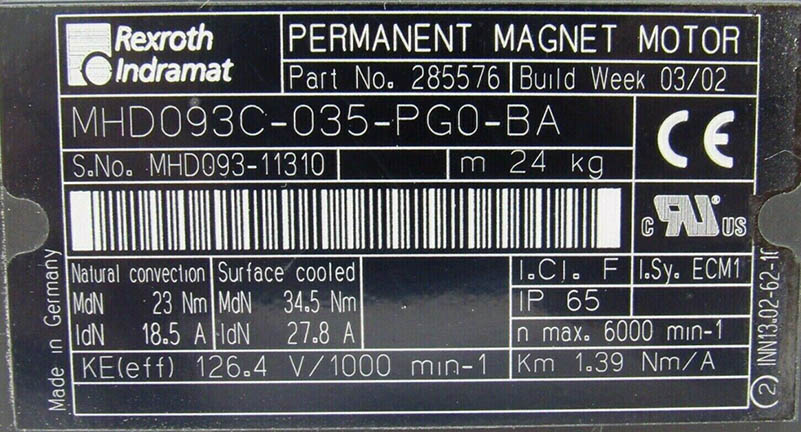 Rexroth
Indramat
PERMANENT MAGNET MOTOR
Part No. 285576 Build Week 03/02
MHD093C-035-PG0-BA
CE
S.No. MHD093-11310 m 24 kg
c UR US
Natural convection Surface cooled I.Cl. F I.Sy. ECM1
MdN 23 Nm MdN 34.5 Nm IP 65
IdN 18.5 A IdN 27.8 A n max. 6000 min-1
KE(eff) 126.4 V/1000 min-1 Km 1.39 Nm/A
Made in Germany
(2) INN13.02-62-